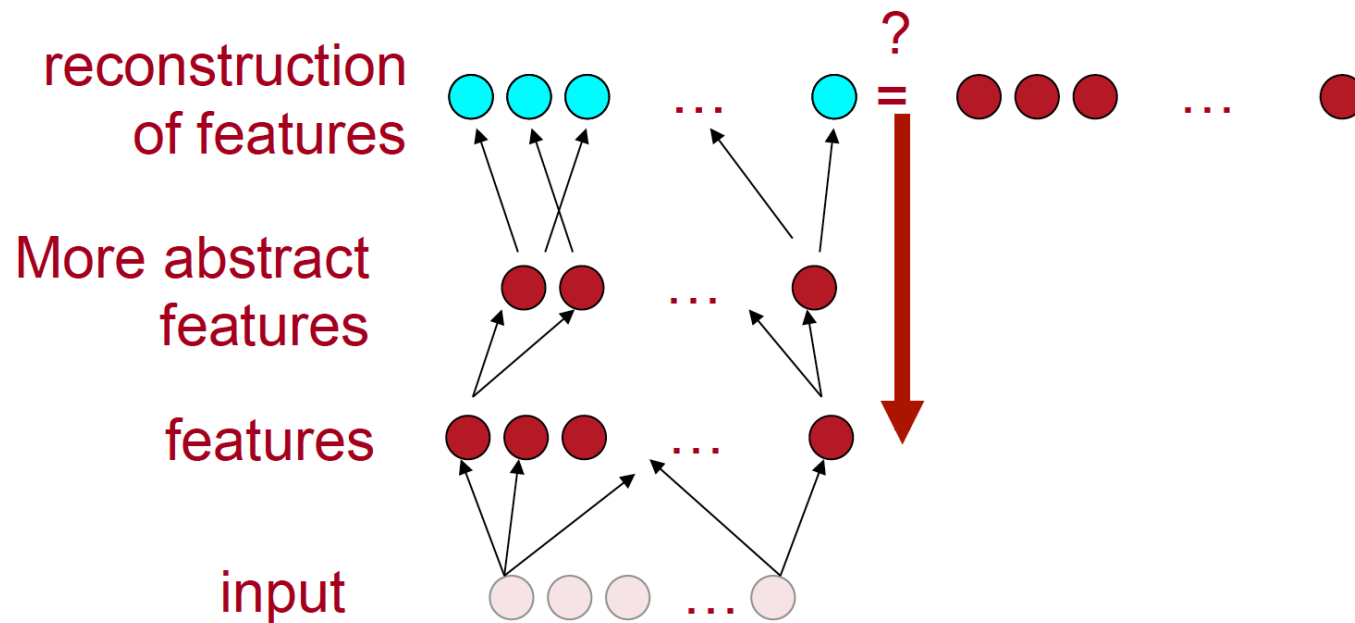 ?
reconstruction
of features
... = ...
More abstract
features
...
features
...
input
...